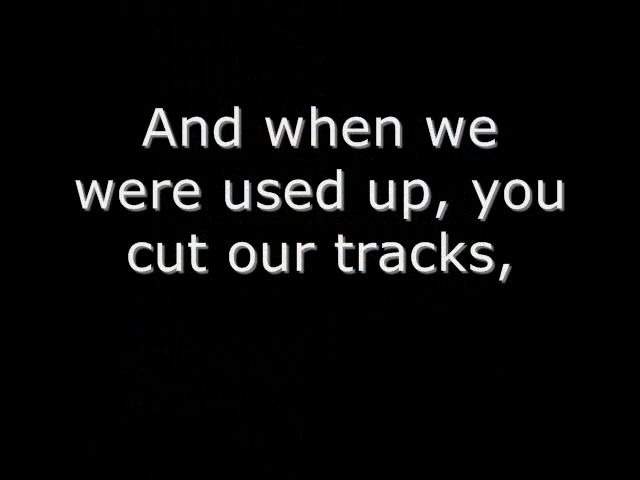 And when we
were used up, you
cut our tracks,